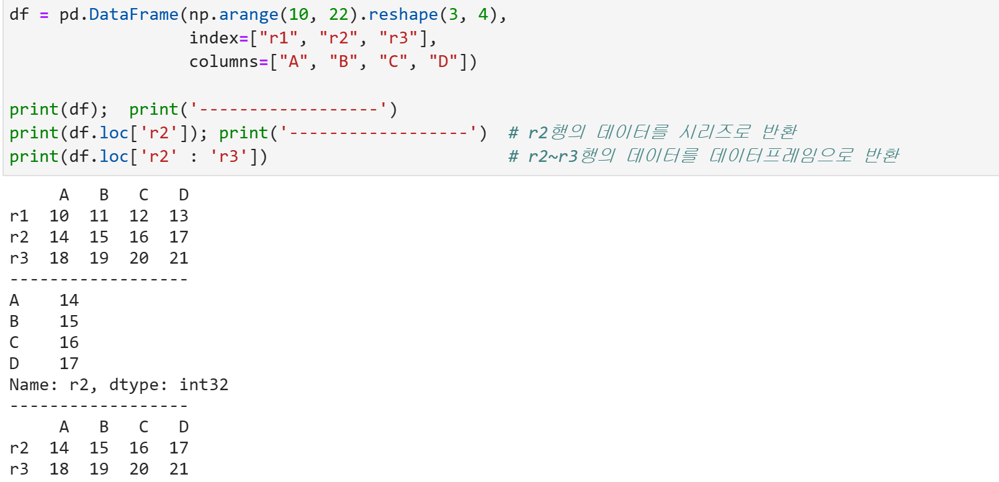 df = pd.DataFrame(np.arange(10, 22).reshape(3, 4),
                  index=["r1", "r2", "r3"],
                  columns=["A", "B", "C", "D"])

print(df);  print('------------------')
print(df.loc['r2']); print('------------------')  # r2행의 데이터를 시리즈로 반환
print(df.loc['r2' : 'r3'])                        # r2~r3행의 데이터를 데이터프레임으로 반환
     A   B   C   D
r1  10  11  12  13
r2  14  15  16  17
r3  18  19  20  21
------------------
A    14
B    15
C    16
D    17
Name: r2, dtype: int32
------------------
     A   B   C   D
r2  14  15  16  17
r3  18  19  20  21